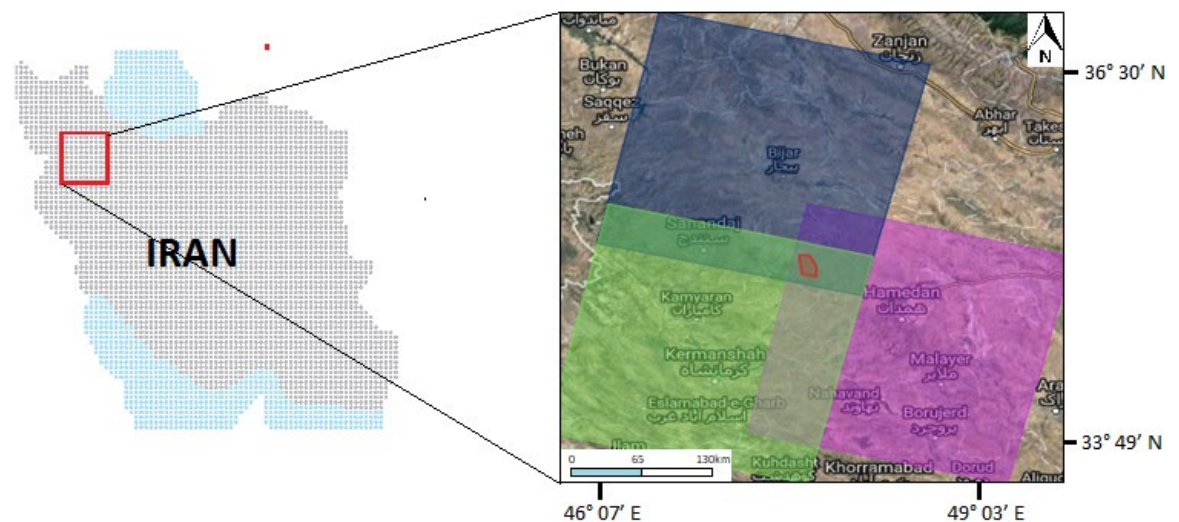 IRAN
میاندوآب
Bukan
بوکان
Saqqez
سقز
Zanjan
زنجان
Abhar
ابهر
Bijar
بیجار
Sanandaj
سنندج
Kamyaran
کامیاران
Hamedan
همدان
Kermanshah
کرمانشاه
Malayer
ملایر
Eslamabad-e-Gharb
اسلام آباد غرب
Nahavand
نهاوند
Borujerd
بروجرد
Ilam
Kuhdasht
Khorramabad
Dorud
Aligud
N
36° 30′ N
33° 49′ N
0 65 130km
46° 07′ E
49° 03′ E